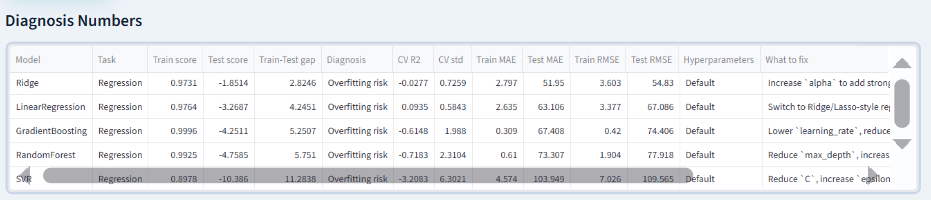 Diagnosis Numbers
Model Task Train score Test score Train-Test gap Diagnosis CV R2 CV std Train MAE Test MAE Train RMSE Test RMSE Hyperparameters What to fix
Ridge Regression 0.9731 -1.8514 2.8246 Overfitting risk -0.0277 0.7259 2.797 51.95 3.603 54.83 Default Increase `alpha` to add strong
LinearRegression Regression 0.9764 -3.2687 4.2451 Overfitting risk 0.0935 0.5843 2.635 63.106 3.377 67.086 Default Switch to Ridge/Lasso-style re
GradientBoosting Regression 0.9996 -4.2511 5.2507 Overfitting risk -0.6148 1.988 0.309 67.408 0.42 74.406 Default Lower `learning_rate`, reduce
RandomForest Regression 0.9925 -4.7585 5.751 Overfitting risk -0.7183 2.3104 0.61 73.307 1.904 77.918 Default Reduce `max_depth`, increas
SVR Regression 0.8978 -10.386 11.2838 Overfitting risk -3.2083 6.3021 4.574 103.949 7.026 109.565 Default Reduce `C`, increase `epsilon